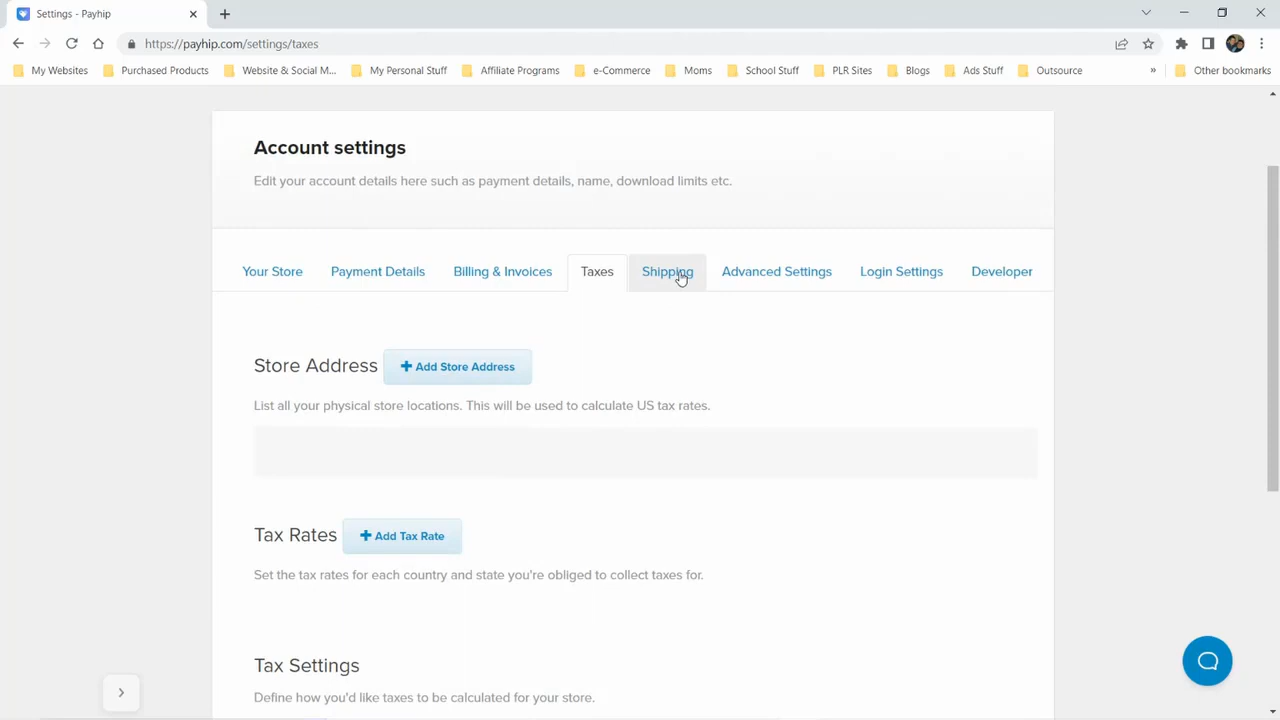 Settings - Payhip
https://payhip.com/settings/taxes
My Websites Purchased Products Website & Social M... My Personal Stuff Affiliate Programs e-Commerce Moms School Stuff PLR Sites Blogs Ads Stuff Outsource » Other bookmarks
Account settings
Edit your account details here such as payment details, name, download limits etc.
Your Store Payment Details Billing & Invoices Taxes Shipping Advanced Settings Login Settings Developer
Store Address + Add Store Address
List all your physical store locations. This will be used to calculate US tax rates.
Tax Rates + Add Tax Rate
Set the tax rates for each country and state you're obliged to collect taxes for.
Tax Settings
Define how you'd like taxes to be calculated for your store.